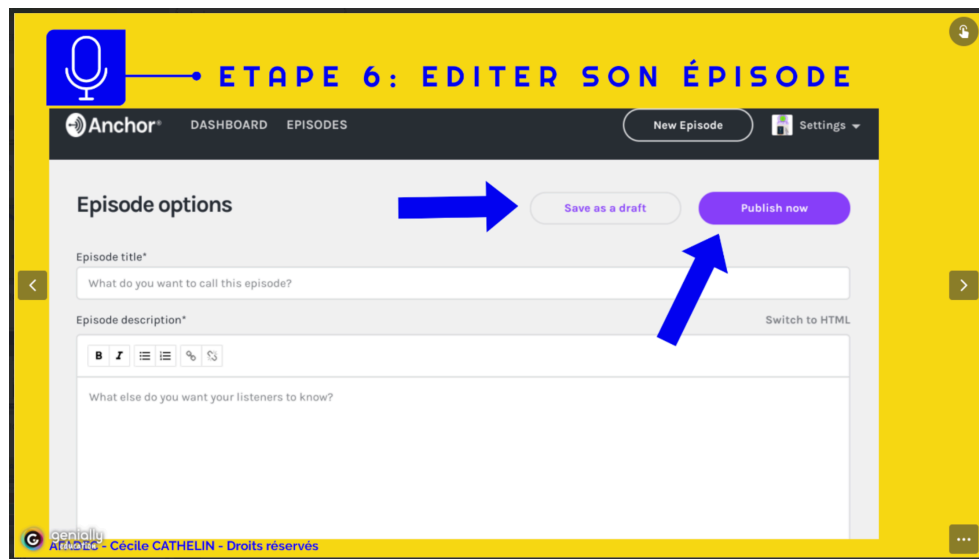 ETAPE 6: EDITER SON ÉPISODE
Anchor DASHBOARD EPISODES New Episode Settings
Episode options Save as a draft Publish now
Episode title*
What do you want to call this episode?
Episode description* Switch to HTML
B I
What else do you want your listeners to know?
genially
EDUCATION
- Cécile CATHELIN - Droits réservés